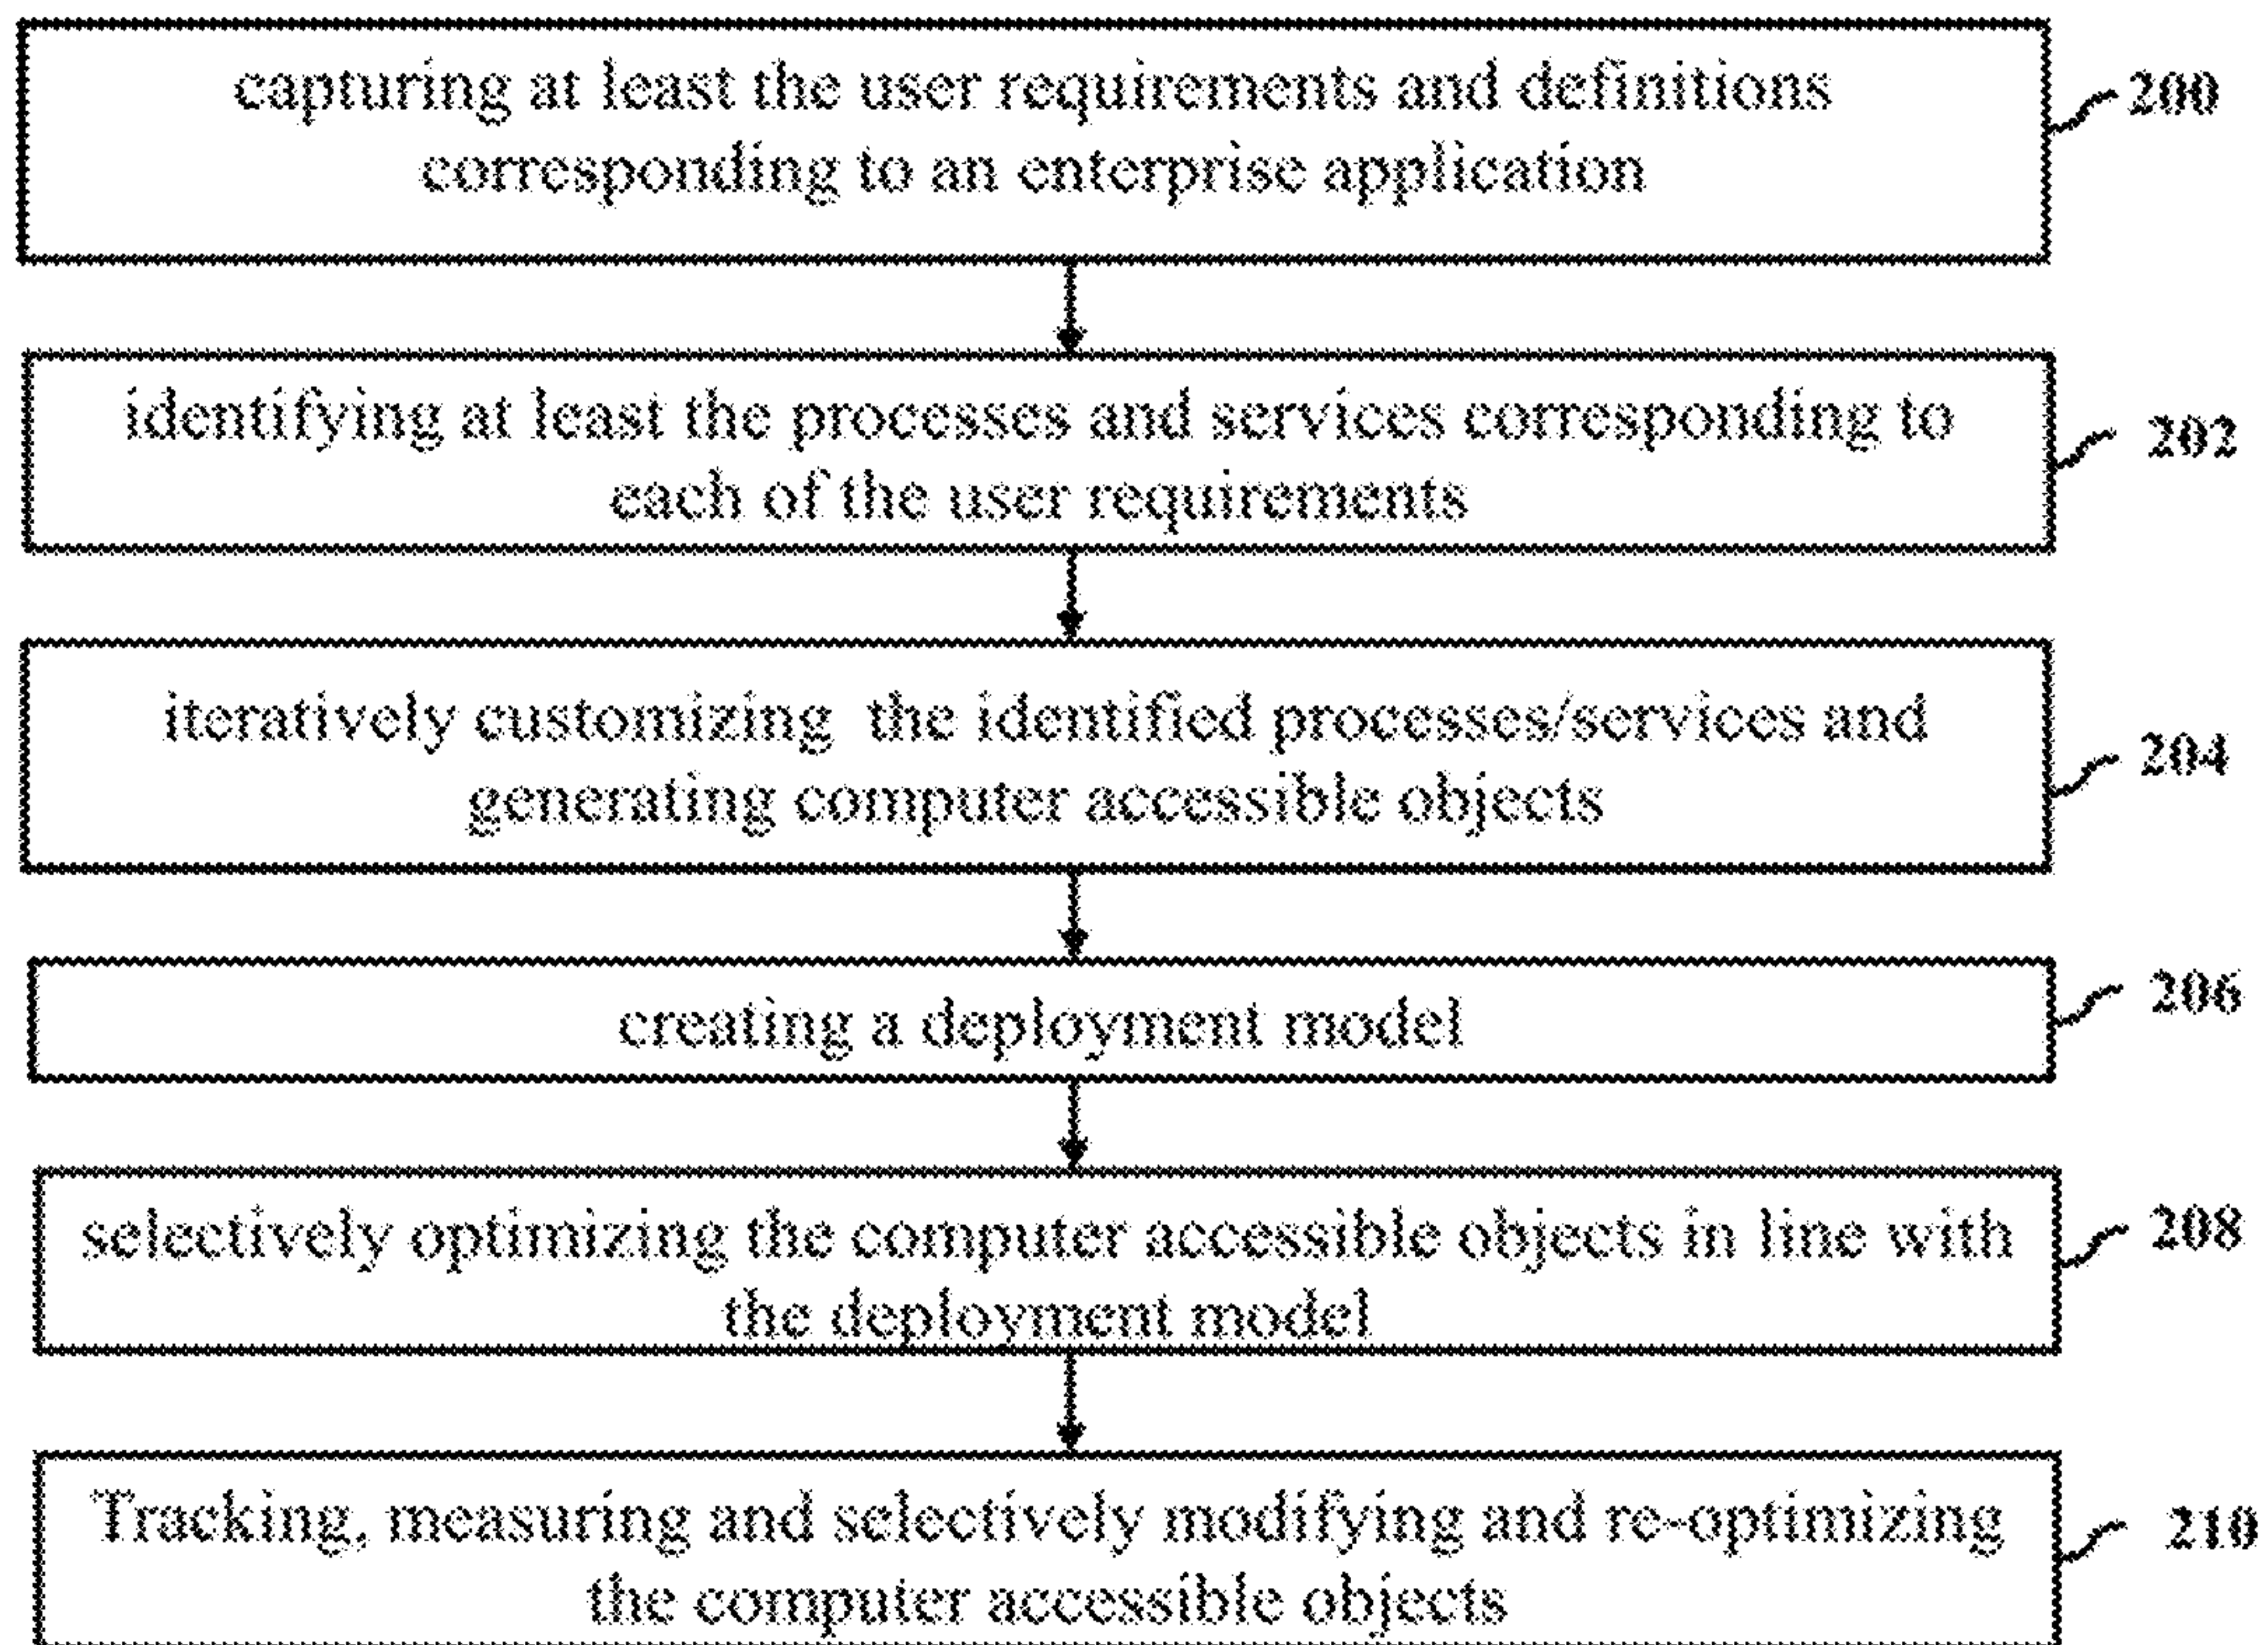 capturing at least the user requirements and definitions
200
corresponding to an enterprise application
identifying at least the processes and services corresponding to
202
each of the user requirements
iteratively customizing the identified processes/services and
204
generating computer accessible objects
creating a deployment model
206
selectively optimizing the computer accessible objects in line with
208
the deployment model
Tracking, measuring and selectively modifying and re-optimizing
210
the computer accessible objects